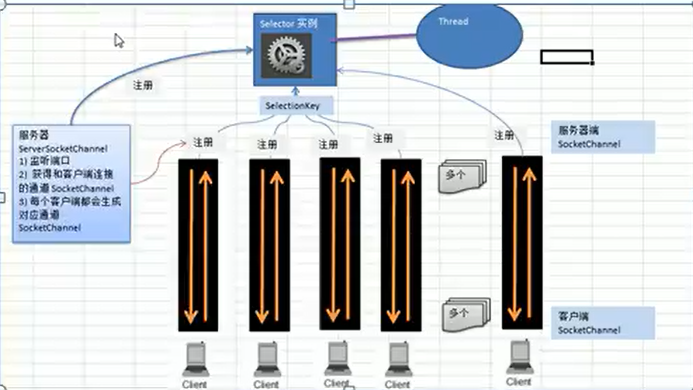 Selector 实例
Thread
注册
SelectionKey
服务器
ServerSocketChannel
1) 监听端口
2) 获得和客户端连接
的通道 SocketChannel
3) 每个客户端都会生成
对应通道
SocketChannel
注册
注册
注册
注册
注册
服务器端
SocketChannel
多个
多个
客户端
SocketChannel
Client
Client
Client
Client
Client